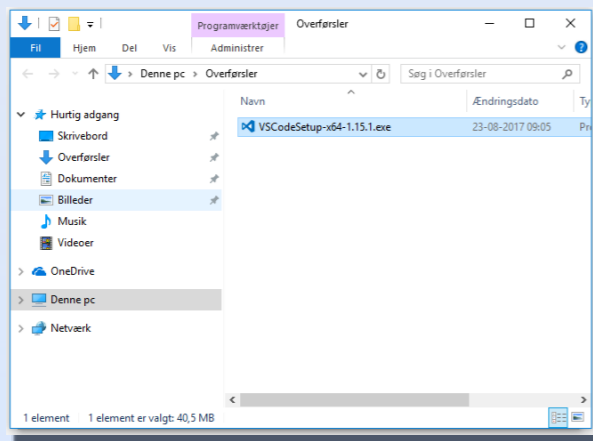 Programværktøjer Overførsler
Fil Hjem Del Vis Administrer
Denne pc Overførsler Søg i Overførsler
Navn Ændringsdato Ty
Hurtig adgang
VSCodeSetup-x64-1.15.1.exe 23-08-2017 09:05 Pro
Skrivebord
Overførsler
Dokumenter
Billeder
Musik
Videoer
OneDrive
Denne pc
Netværk
1 element 1 element er valgt: 40,5 MB